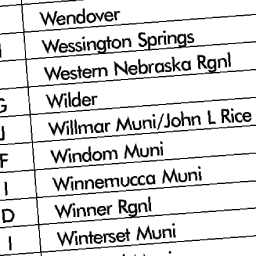 Wendover
Wessington Springs
Western Nebraska Rgnl
G Wilder
J Willmar Muni/John L Rice
F Windom Muni
I Winnemucca Muni
D Winner Rgnl
I Winterset Muni